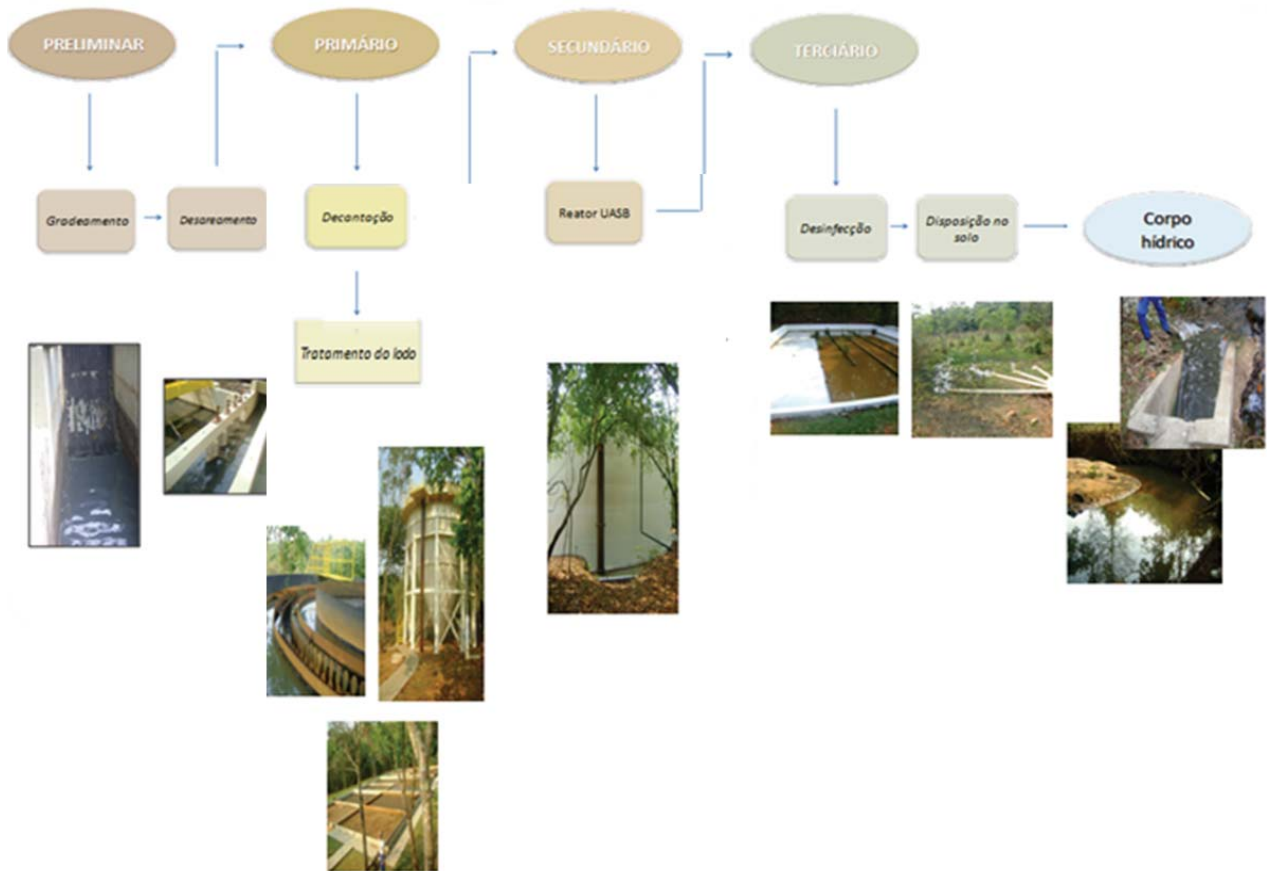 PRELIMINAR
PRIMÁRIO
SECUNDÁRIO
TERCIÁRIO
Gradeamento
Desareamento
Decantação
Reator UASB
Desinfecção
Disposição no
solo
Corpo
hídrico
Tratamento do lodo